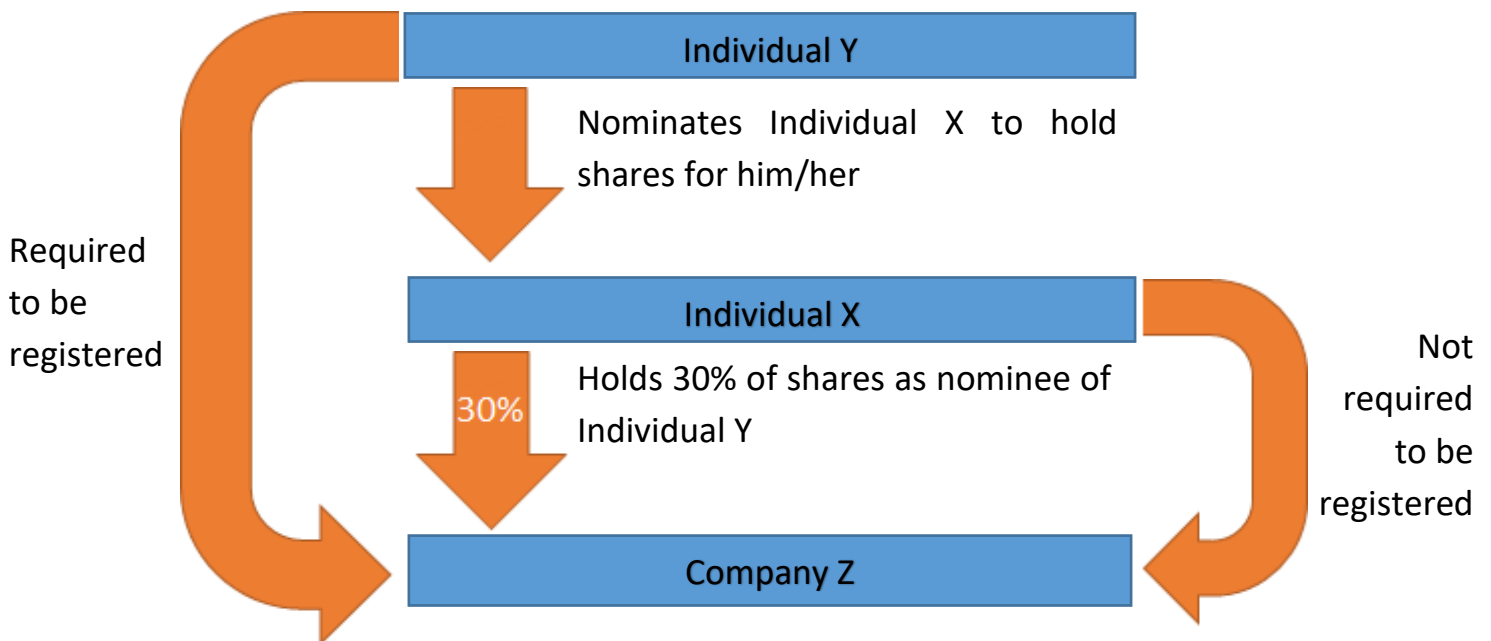 Individual Y
Nominates Individual X to hold
shares for him/her
Required
to be
registered
Individual X
Holds 30% of shares as nominee of
Individual Y
30%
Not
required
to be
registered
Company Z